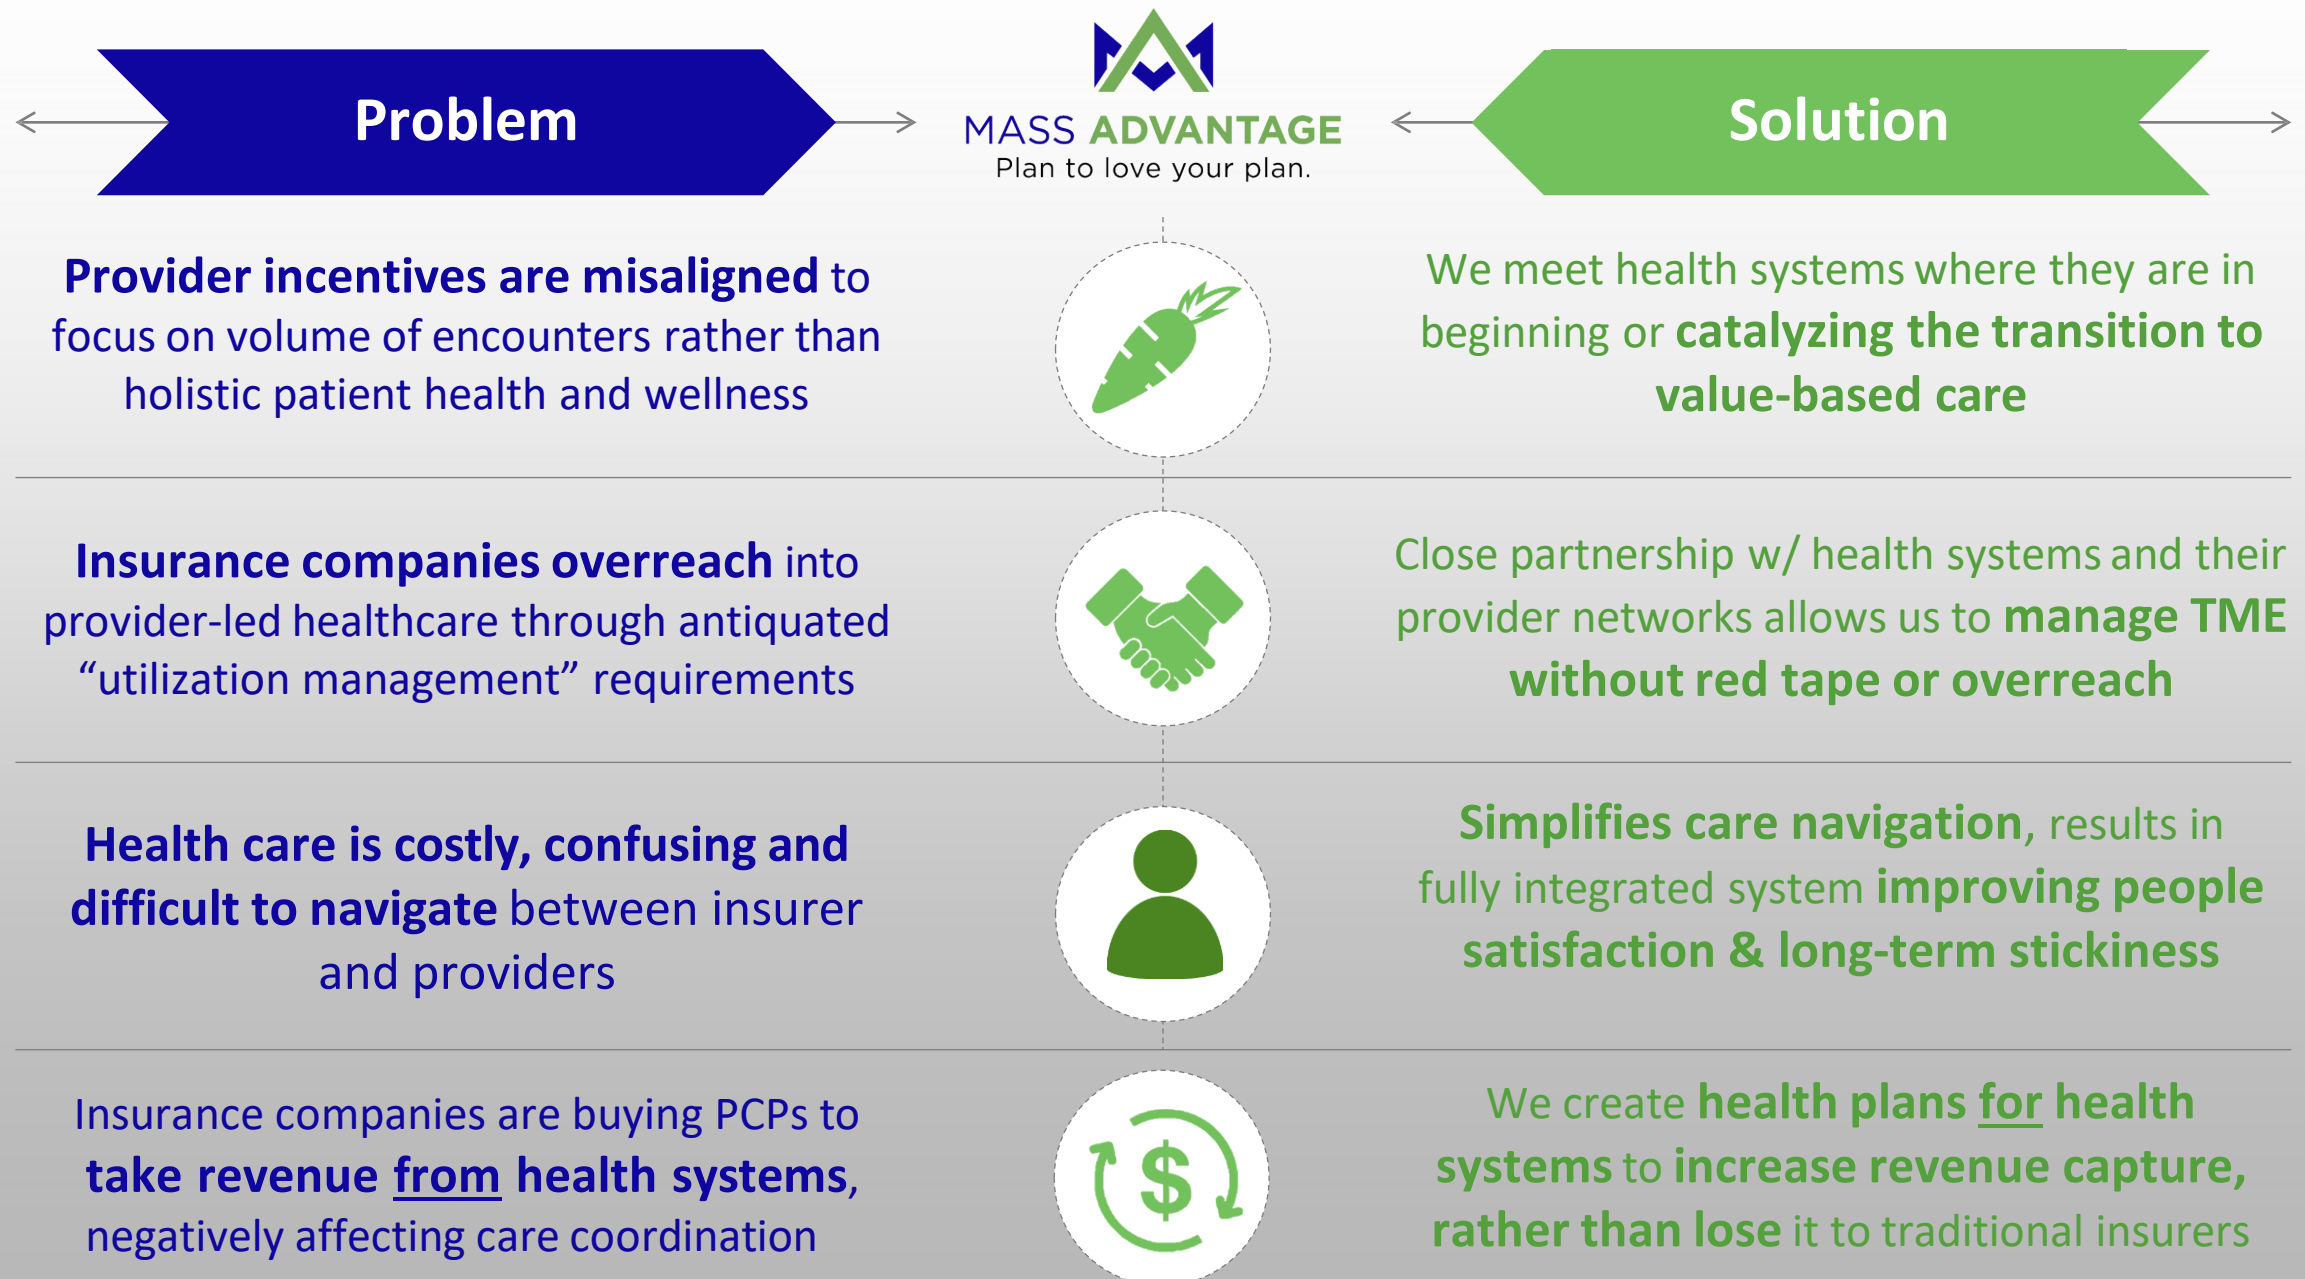 Problem
MASS ADVANTAGE
Plan to love your plan.
Solution
Provider incentives are misaligned to
focus on volume of encounters rather than
holistic patient health and wellness
We meet health systems where they are in
beginning or catalyzing the transition to
value-based care
Insurance companies overreach into
provider-led healthcare through antiquated
“utilization management” requirements
Close partnership w/ health systems and their
provider networks allows us to manage TME
without red tape or overreach
Health care is costly, confusing and
difficult to navigate between insurer
and providers
Simplifies care navigation, results in
fully integrated system improving people
satisfaction & long-term stickiness
Insurance companies are buying PCPs to
take revenue from health systems,
negatively affecting care coordination
$
We create health plans for health
systems to increase revenue capture,
rather than lose it to traditional insurers